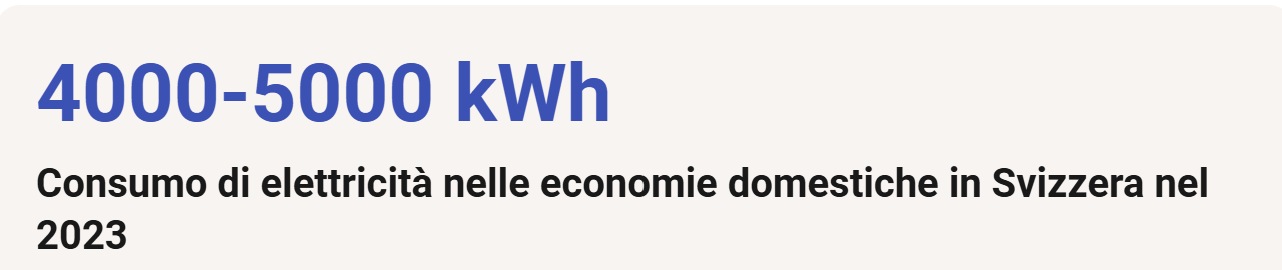 4000-5000 kWh
Consumo di elettricità nelle economie domestiche in Svizzera nel
2023